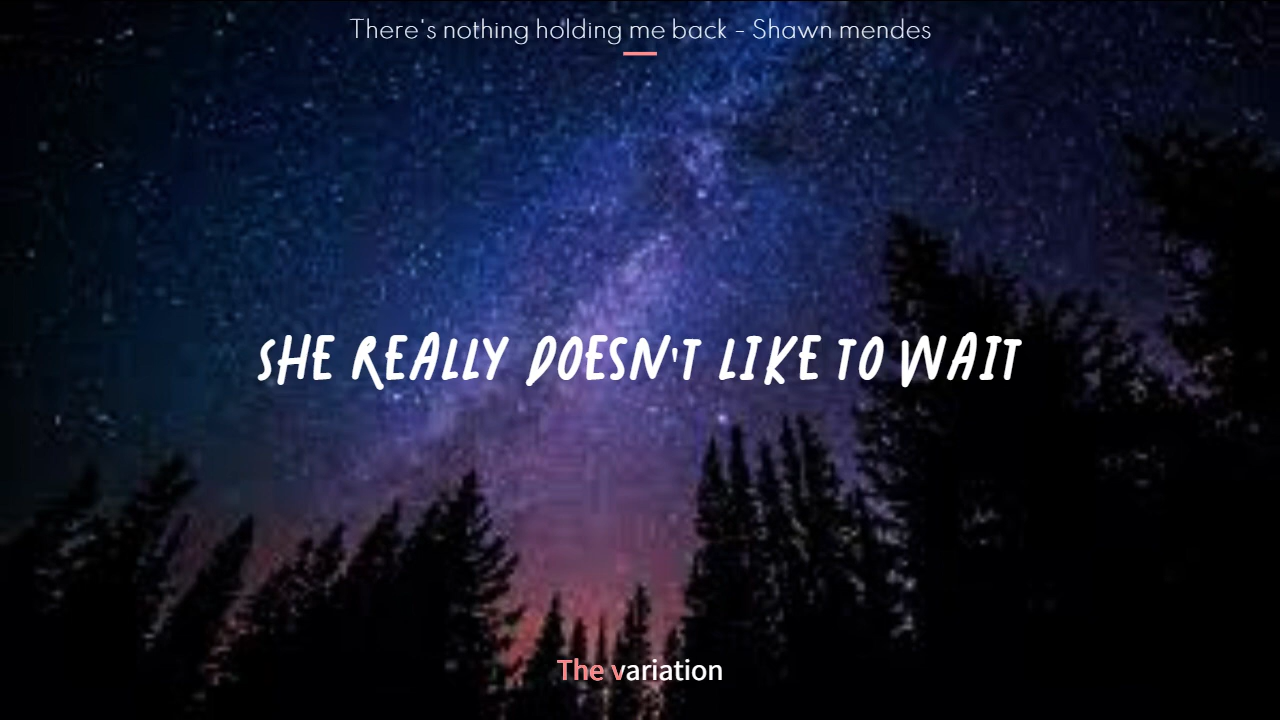 There's nothing holding me back - Shawn mendes
SHE REALLY DOESN'T LIKE TO WAIT
The variation